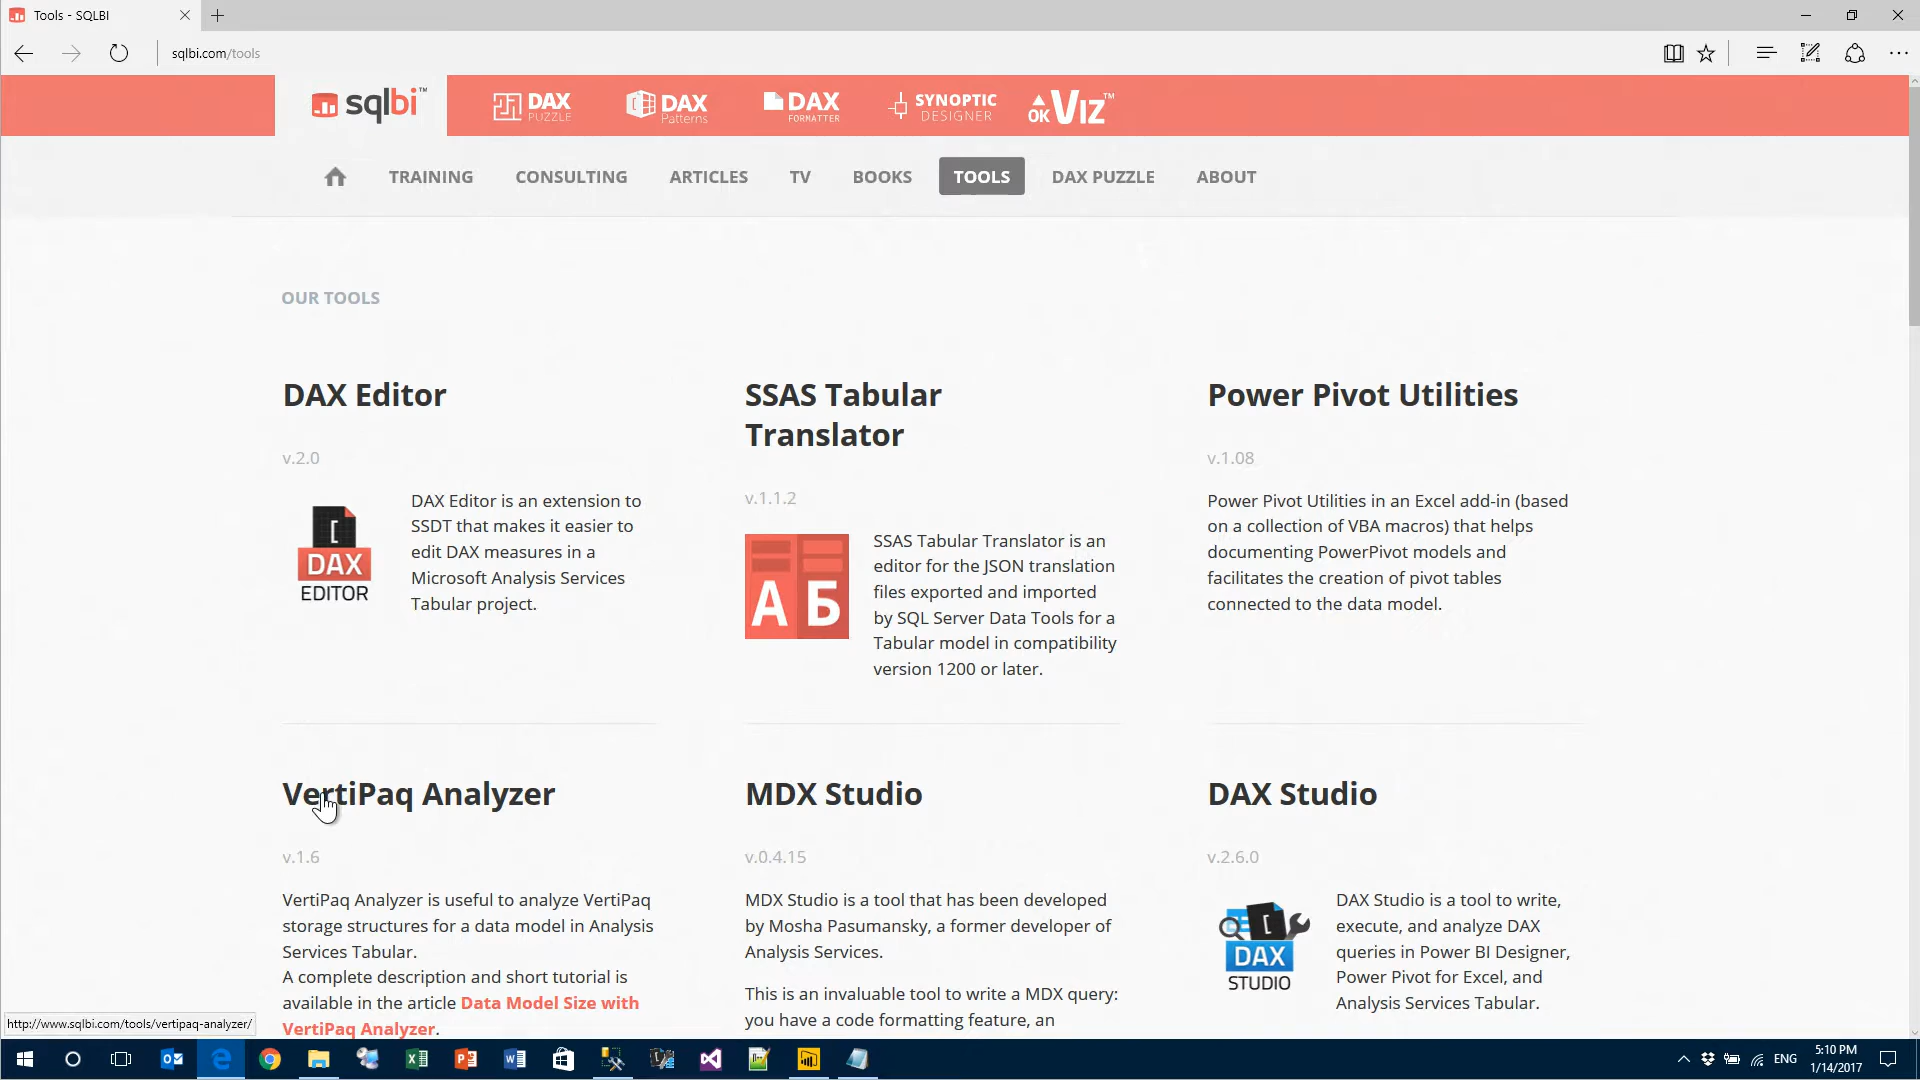 Tools - SQLBI
sqlbi.com/tools
sqlbi™
DAX PUZZLE
DAX Patterns
DAX FORMATTER
SYNOPTIC DESIGNER
OK VIZ™
TRAINING
CONSULTING
ARTICLES
TV
BOOKS
TOOLS
DAX PUZZLE
ABOUT
OUR TOOLS
DAX Editor
v.2.0
[
DAX
EDITOR
DAX Editor is an extension to
SSDT that makes it easier to
edit DAX measures in a
Microsoft Analysis Services
Tabular project.
SSAS Tabular
Translator
v.1.1.2
А Б
SSAS Tabular Translator is an
editor for the JSON translation
files exported and imported
by SQL Server Data Tools for a
Tabular model in compatibility
version 1200 or later.
Power Pivot Utilities
v.1.08
Power Pivot Utilities in an Excel add-in (based
on a collection of VBA macros) that helps
documenting PowerPivot models and
facilitates the creation of pivot tables
connected to the data model.
VertiPaq Analyzer
v.1.6
VertiPaq Analyzer is useful to analyze VertiPaq
storage structures for a data model in Analysis
Services Tabular.
A complete description and short tutorial is
available in the article Data Model Size with
VertiPaq Analyzer.
MDX Studio
v.0.4.15
MDX Studio is a tool that has been developed
by Mosha Pasumansky, a former developer of
Analysis Services.
This is an invaluable tool to write a MDX query:
you have a code formatting feature, an
DAX Studio
v.2.6.0
[
DAX
STUDIO
DAX Studio is a tool to write,
execute, and analyze DAX
queries in Power BI Designer,
Power Pivot for Excel, and
Analysis Services Tabular.
http://www.sqlbi.com/tools/vertipaq-analyzer/
ENG
5:10 PM
1/14/2017